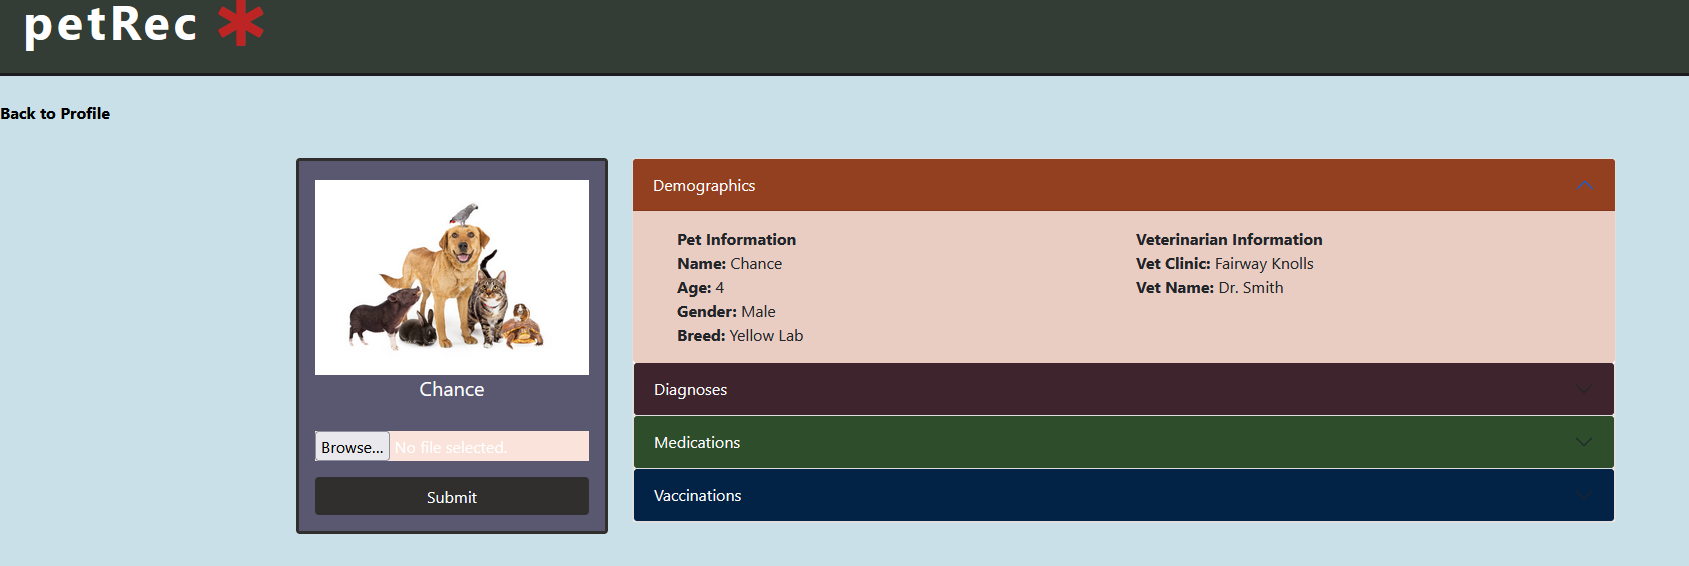 petRec
Back to Profile
Chance
Browse... No file selected.
Submit
Demographics
Pet Information
Name: Chance
Age: 4
Gender: Male
Breed: Yellow Lab
Veterinarian Information
Vet Clinic: Fairway Knolls
Vet Name: Dr. Smith
Diagnoses
Medications
Vaccinations